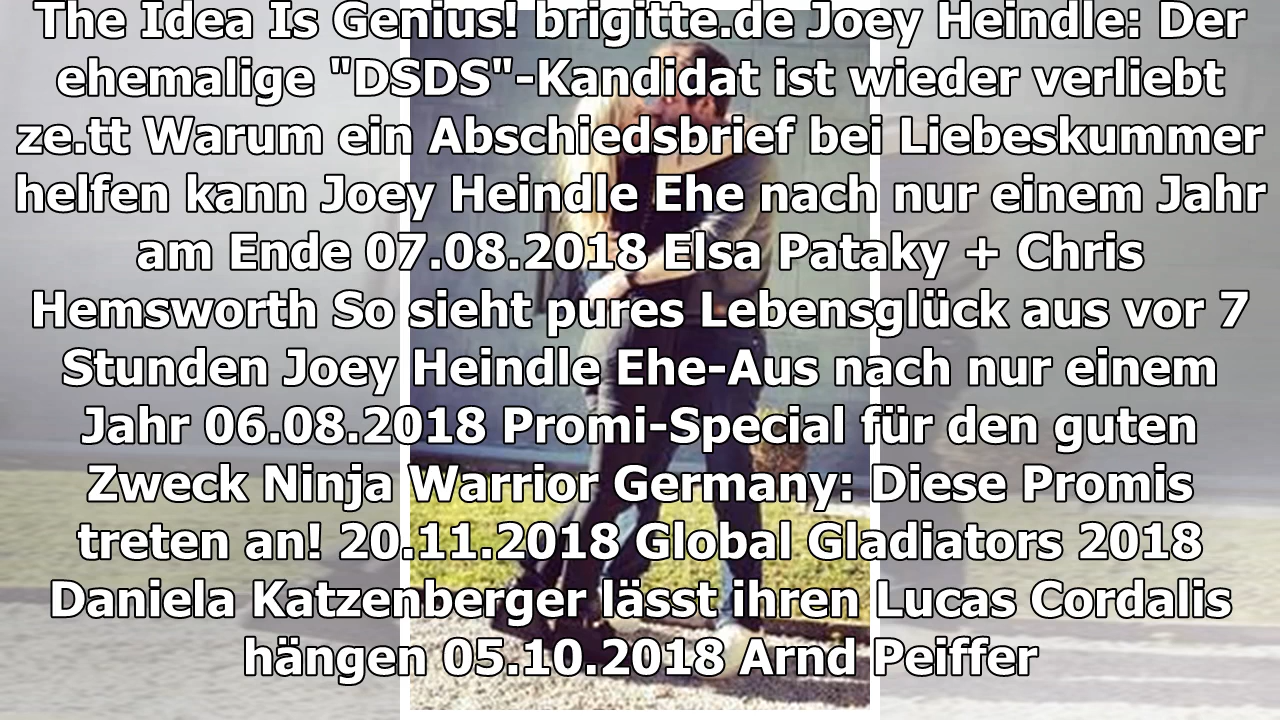 The Idea Is Genius! brigitte.de Joey Heindle: Der
ehemalige "DSDS"-Kandidat ist wieder verliebt
ze.tt Warum ein Abschiedsbrief bei Liebeskummer
helfen kann Joey Heindle Ehe nach nur einem Jahr
am Ende 07.08.2018 Elsa Pataky + Chris
Hemsworth So sieht pures Lebensglück aus vor 7
Stunden Joey Heindle Ehe-Aus nach nur einem
Jahr 06.08.2018 Promi-Special für den guten
Zweck Ninja Warrior Germany: Diese Promis
treten an! 20.11.2018 Global Gladiators 2018
Daniela Katzenberger lässt ihren Lucas Cordalis
hängen 05.10.2018 Arnd Peiffer